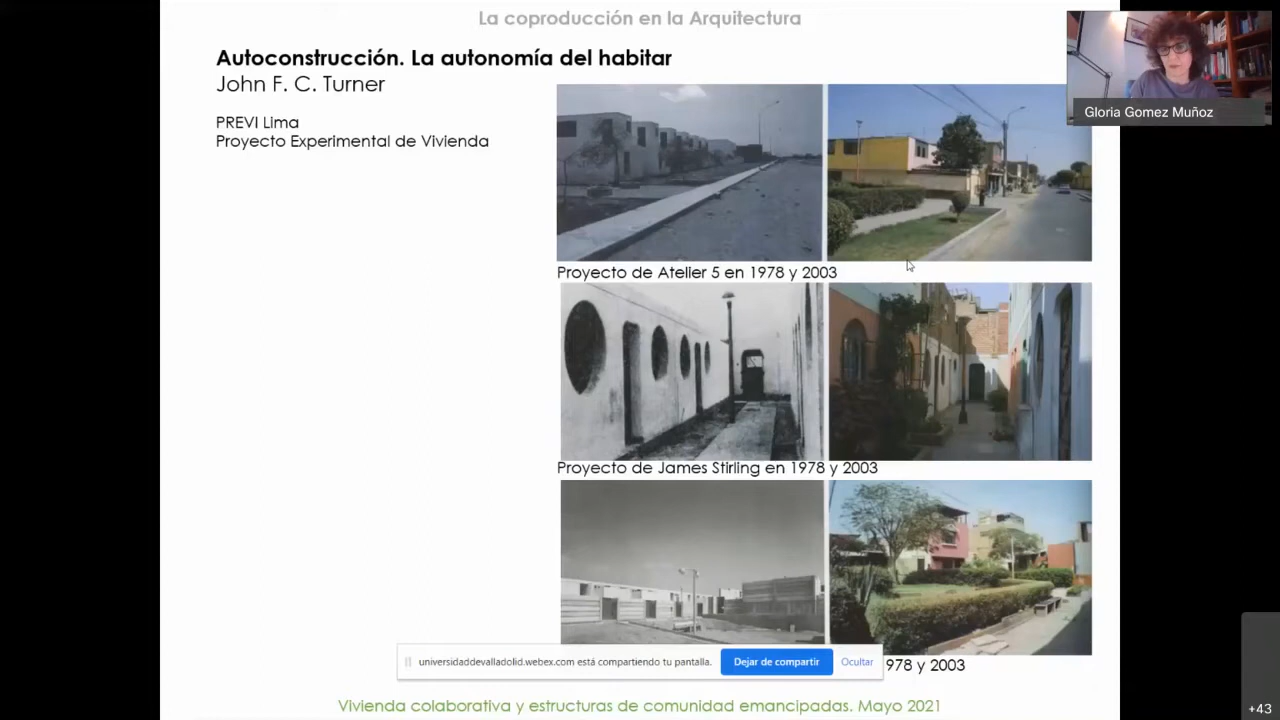 La coproducción en la Arquitectura
Autoconstrucción. La autonomía del habitar
John F. C. Turner
PREVI Lima
Proyecto Experimental de Vivienda
Gloria Gomez Muñoz
Proyecto de Atelier 5 en 1978 y 2003
Proyecto de James Stirling en 1978 y 2003
universidaddevalladolid.webex.com está compartiendo tu pantalla.
Dejar de compartir
Ocultar
978 y 2003
Vivienda colaborativa y estructuras de comunidad emancipadas. Mayo 2021
+43